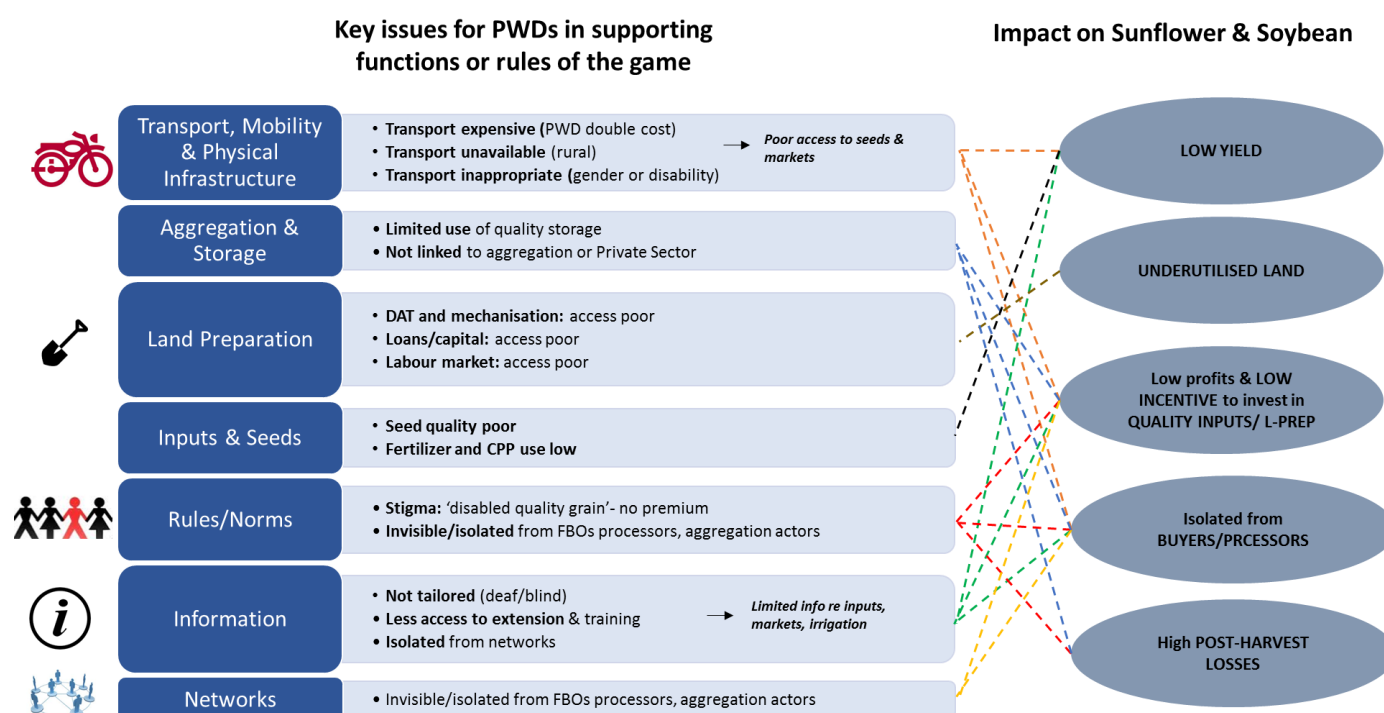 Key issues for PWDs in supporting
functions or rules of the game
Impact on Sunflower & Soybean
Transport, Mobility
& Physical
Infrastructure
• Transport expensive (PWD double cost)
• Transport unavailable (rural)
• Transport inappropriate (gender or disability)
Poor access to seeds &
markets
Aggregation &
Storage
• Limited use of quality storage
• Not linked to aggregation or Private Sector
Land Preparation
• DAT and mechanisation: access poor
• Loans/capital: access poor
• Labour market: access poor
Inputs & Seeds
• Seed quality poor
• Fertilizer and CPP use low
Rules/Norms
• Stigma: 'disabled quality grain'- no premium
• Invisible/isolated from FBOs processors, aggregation actors
Information
• Not tailored (deaf/blind)
• Less access to extension & training
• Isolated from networks
Limited info re inputs,
markets, irrigation
Networks
• Invisible/isolated from FBOs processors, aggregation actors
LOW YIELD
UNDERUTILISED LAND
Low profits & LOW
INCENTIVE to invest in
QUALITY INPUTS/ L-PREP
Isolated from
BUYERS/PRCESSORS
High POST-HARVEST
LOSSES